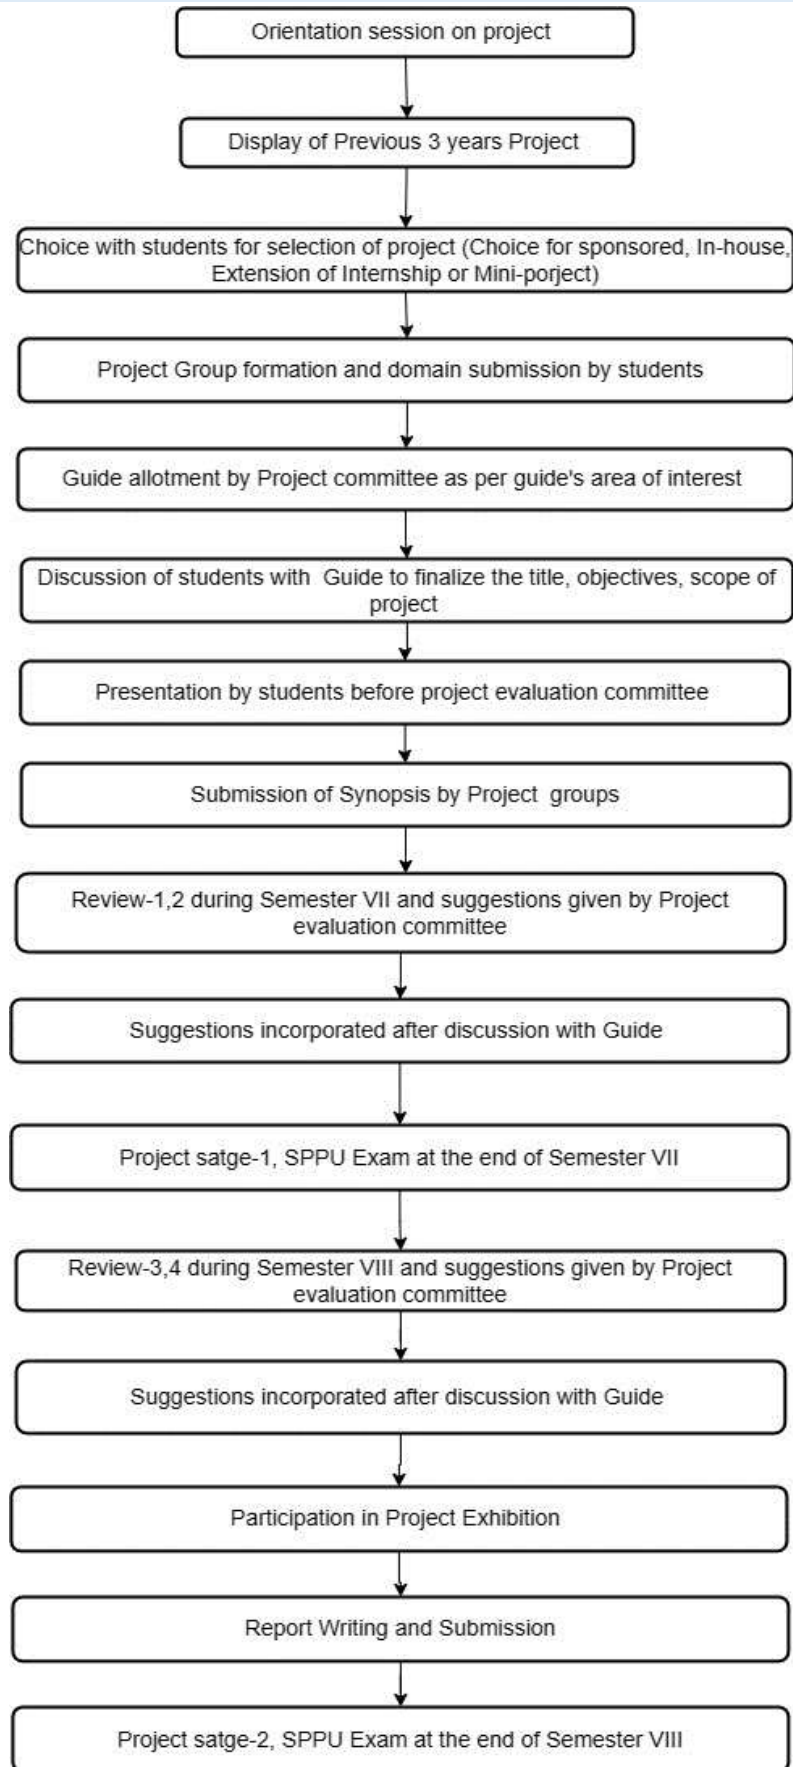 Orientation session on project
Display of Previous 3 years Project
Choice with students for selection of project (Choice for sponsored, In-house,
Extension of Internship or Mini-porject)
Project Group formation and domain submission by students
Guide allotment by Project committee as per guide's area of interest
Discussion of students with Guide to finalize the title, objectives, scope of
project
Presentation by students before project evaluation committee
Submission of Synopsis by Project groups
Review-1,2 during Semester VII and suggestions given by Project
evaluation committee
Suggestions incorporated after discussion with Guide
Project satge-1, SPPU Exam at the end of Semester VII
Review-3,4 during Semester VIII and suggestions given by Project
evaluation committee
Suggestions incorporated after discussion with Guide
Participation in Project Exhibition
Report Writing and Submission
Project satge-2, SPPU Exam at the end of Semester VIII